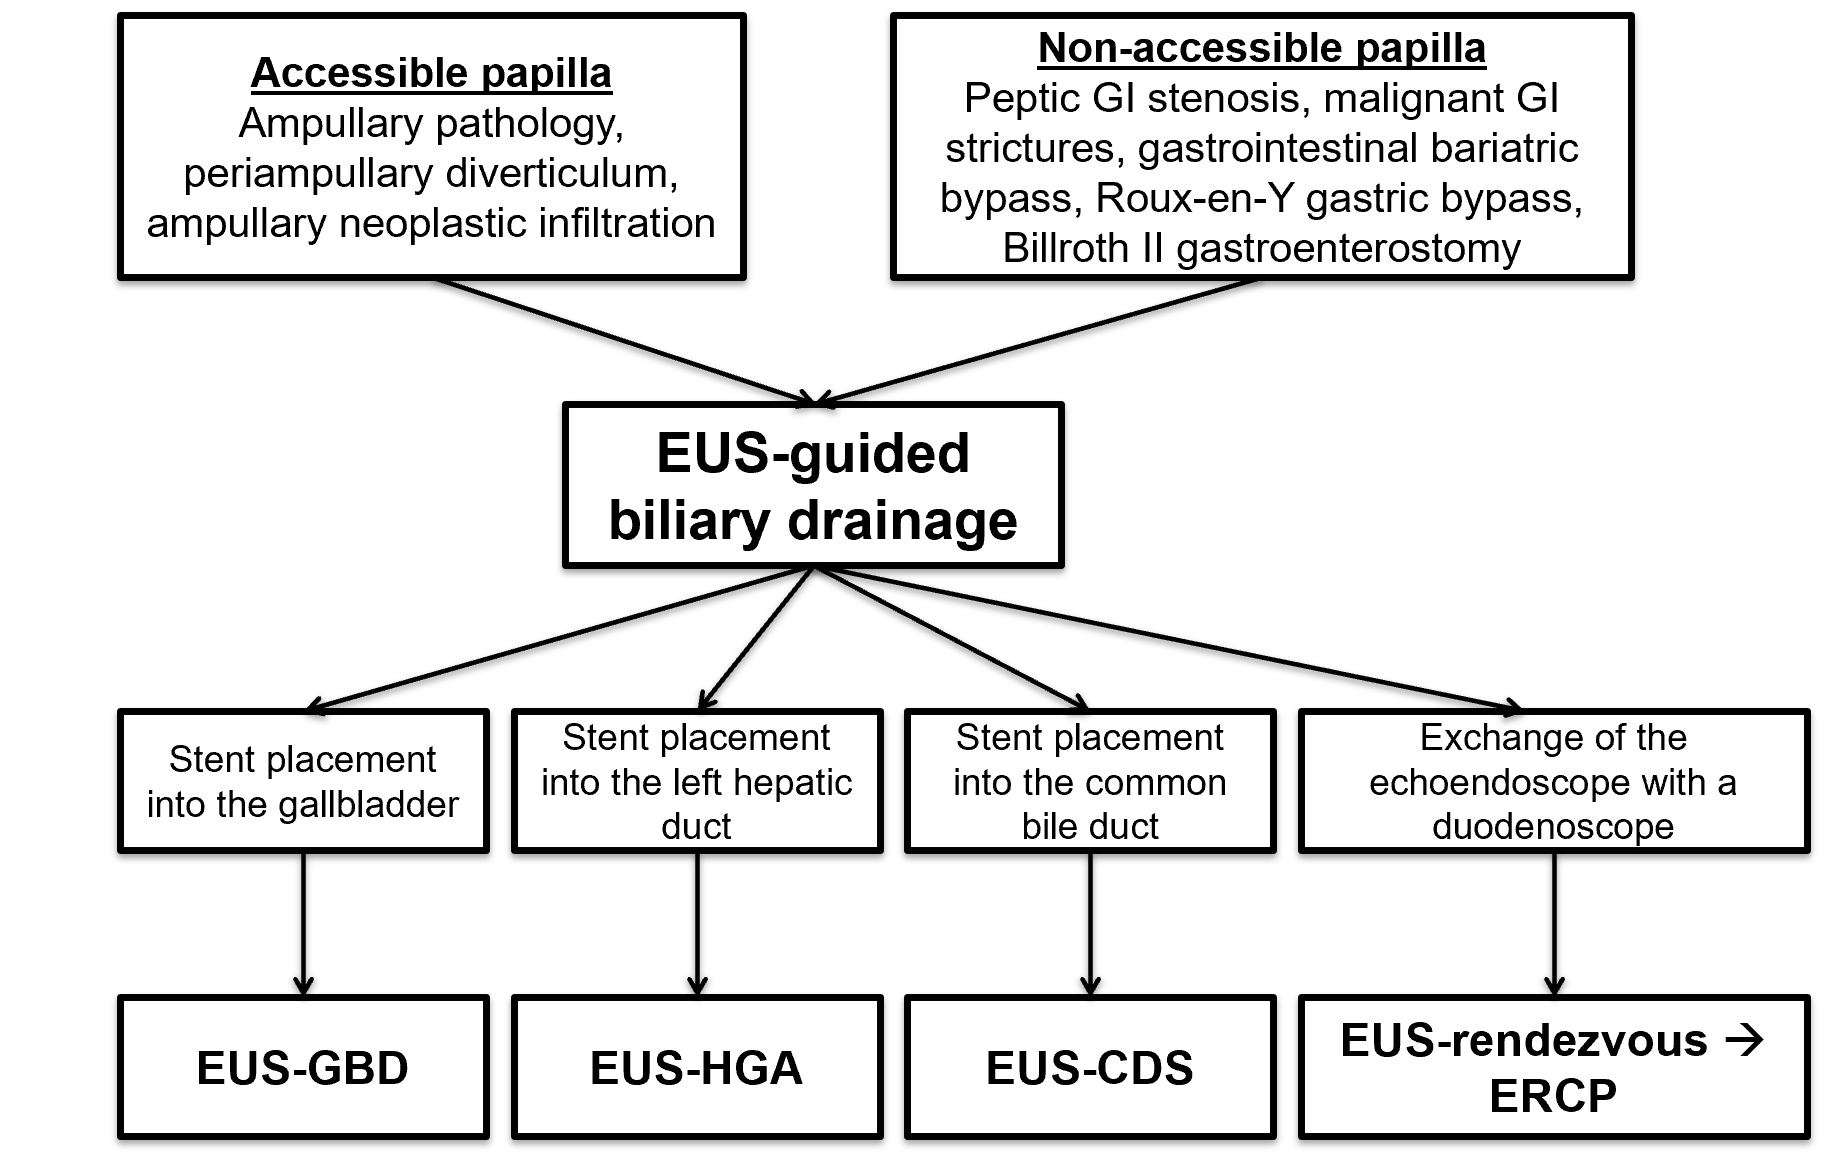 Accessible papilla
Ampullary pathology,
periampullary diverticulum,
ampullary neoplastic infiltration
Non-accessible papilla
Peptic GI stenosis, malignant GI
strictures, gastrointestinal bariatric
bypass, Roux-en-Y gastric bypass,
Billroth II gastroenterostomy
EUS-guided
biliary drainage
Stent placement
into the gallbladder
Stent placement
into the left hepatic
duct
Stent placement
into the common
bile duct
Exchange of the
echoendoscope with a
duodenoscope
EUS-GBD
EUS-HGA
EUS-CDS
EUS-rendezvous →
ERCP